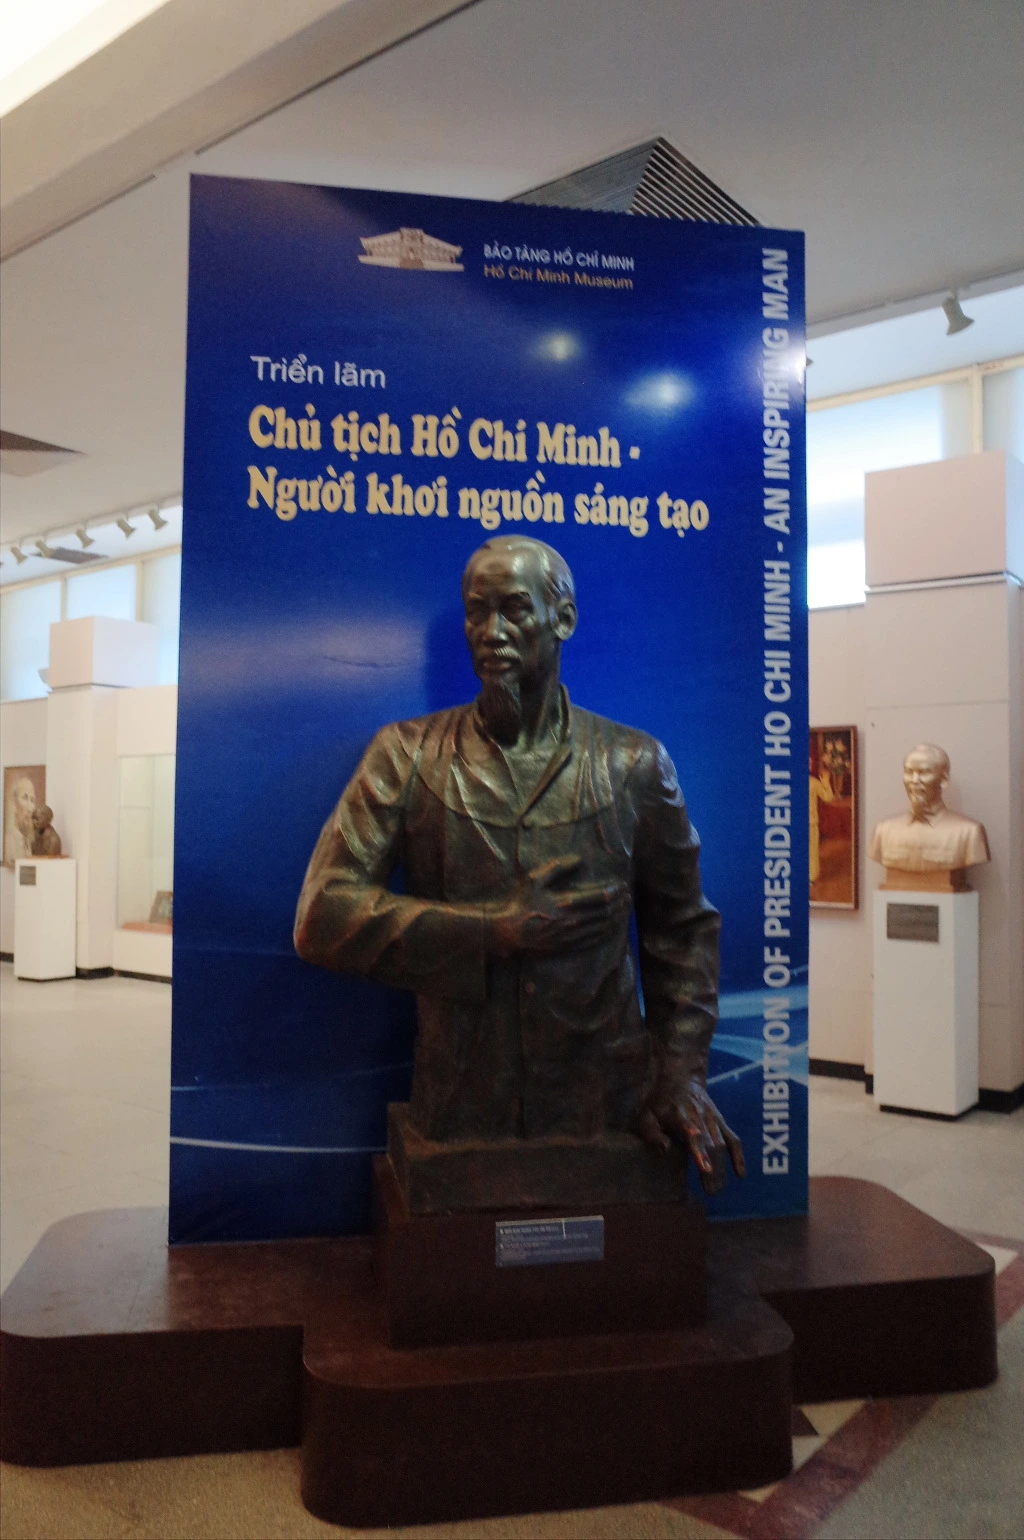 BẢO TÀNG HỒ CHÍ MINH
Hồ Chí Minh Museum
Triển lãm
Chủ tịch Hồ Chí Minh -
Người khơi nguồn sáng tạo
EXHIBITION OF PRESIDENT HO CHI MINH - AN INSPIRING MAN